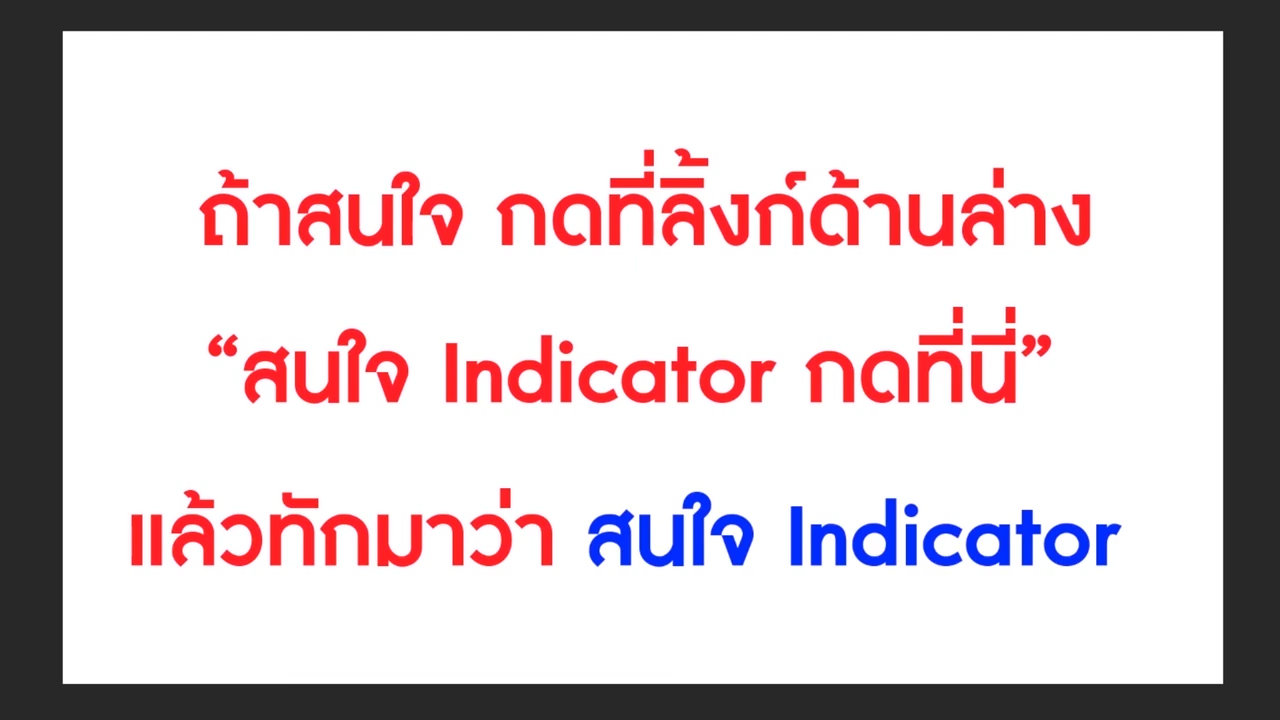 ถ้าสนใจ กดที่ลิ้งก์ด้านล่าง
“สนใจ Indicator กดที่นี่”
แล้วทักมาว่า สนใจ Indicator